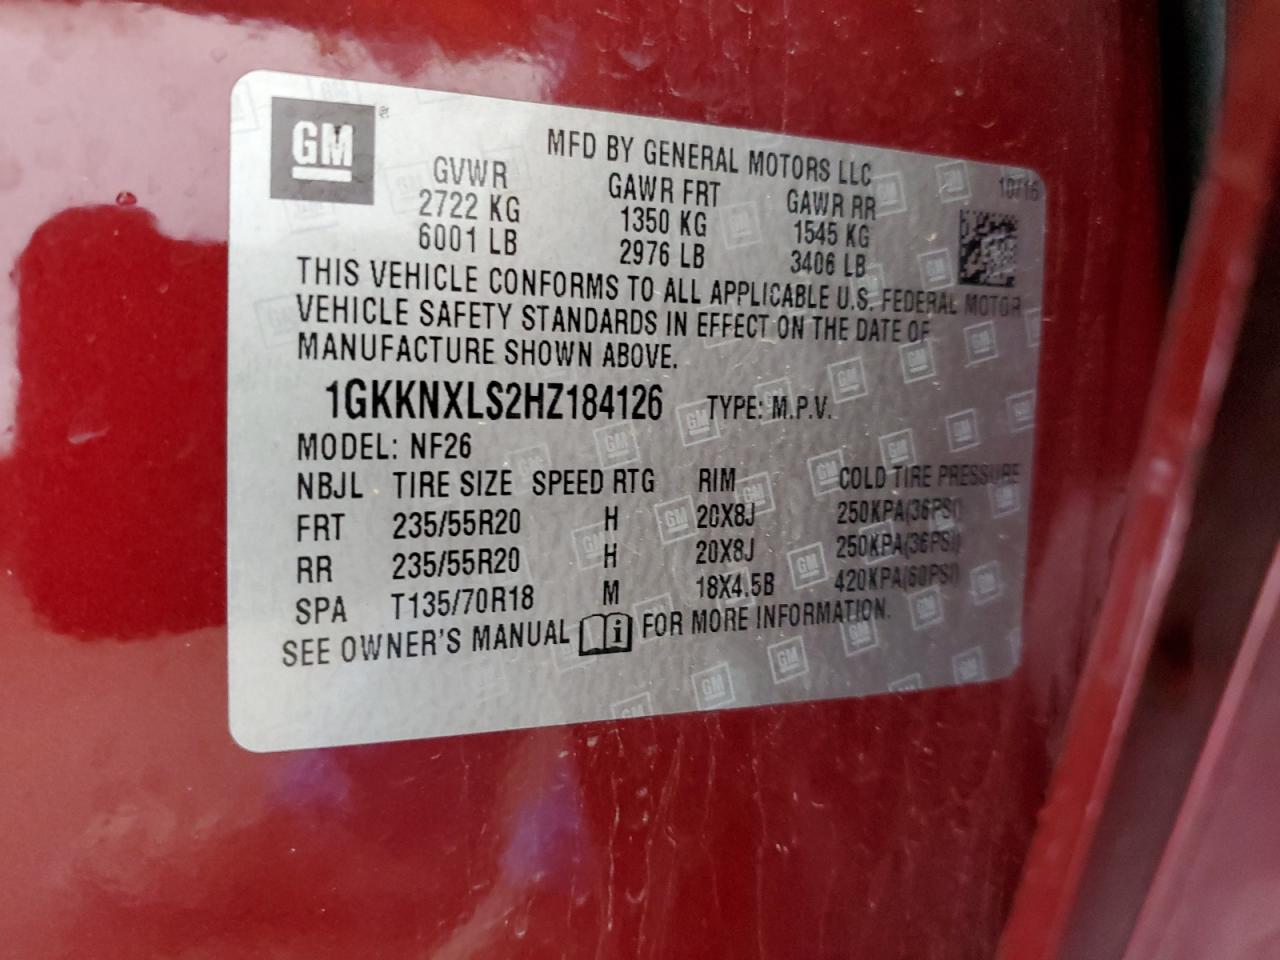 GM ®
MFD BY GENERAL MOTORS LLC
10/16
GVWR GAWR FRT GAWR RR
2722 KG 1350 KG 1545 KG
6001 LB 2976 LB 3406 LB
THIS VEHICLE CONFORMS TO ALL APPLICABLE U.S. FEDERAL MOTOR
VEHICLE SAFETY STANDARDS IN EFFECT ON THE DATE OF
MANUFACTURE SHOWN ABOVE.
1GKKNXLS2HZ184126 TYPE: M.P.V.
MODEL: NF26
NBJL TIRE SIZE SPEED RTG RIM COLD TIRE PRESSURE
FRT 235/55R20 H 20X8J 250KPA(36PSI)
RR 235/55R20 H 20X8J 250KPA(36PSI)
SPA T135/70R18 M 18X4.5B 420KPA(60PSI)
SEE OWNER'S MANUAL i FOR MORE INFORMATION.